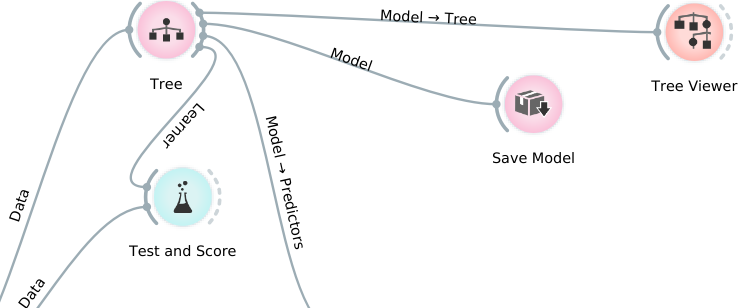 Model → Tree
Model
Tree
Tree Viewer
Learner
Model → Predictors
Save Model
Data
Test and Score
Data